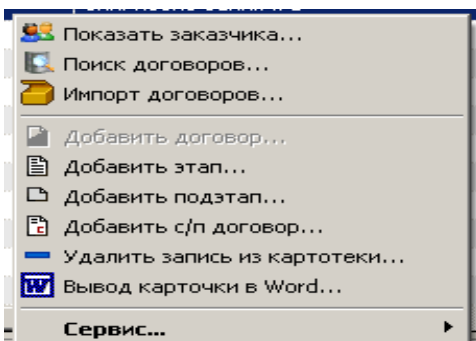 Показать заказчика...
Поиск договоров...
Импорт договоров...
Добавить договор...
Добавить этап...
Добавить подэтап...
Добавить с/п договор...
Удалить запись из картотеки...
Вывод карточки в Word...
Сервис...